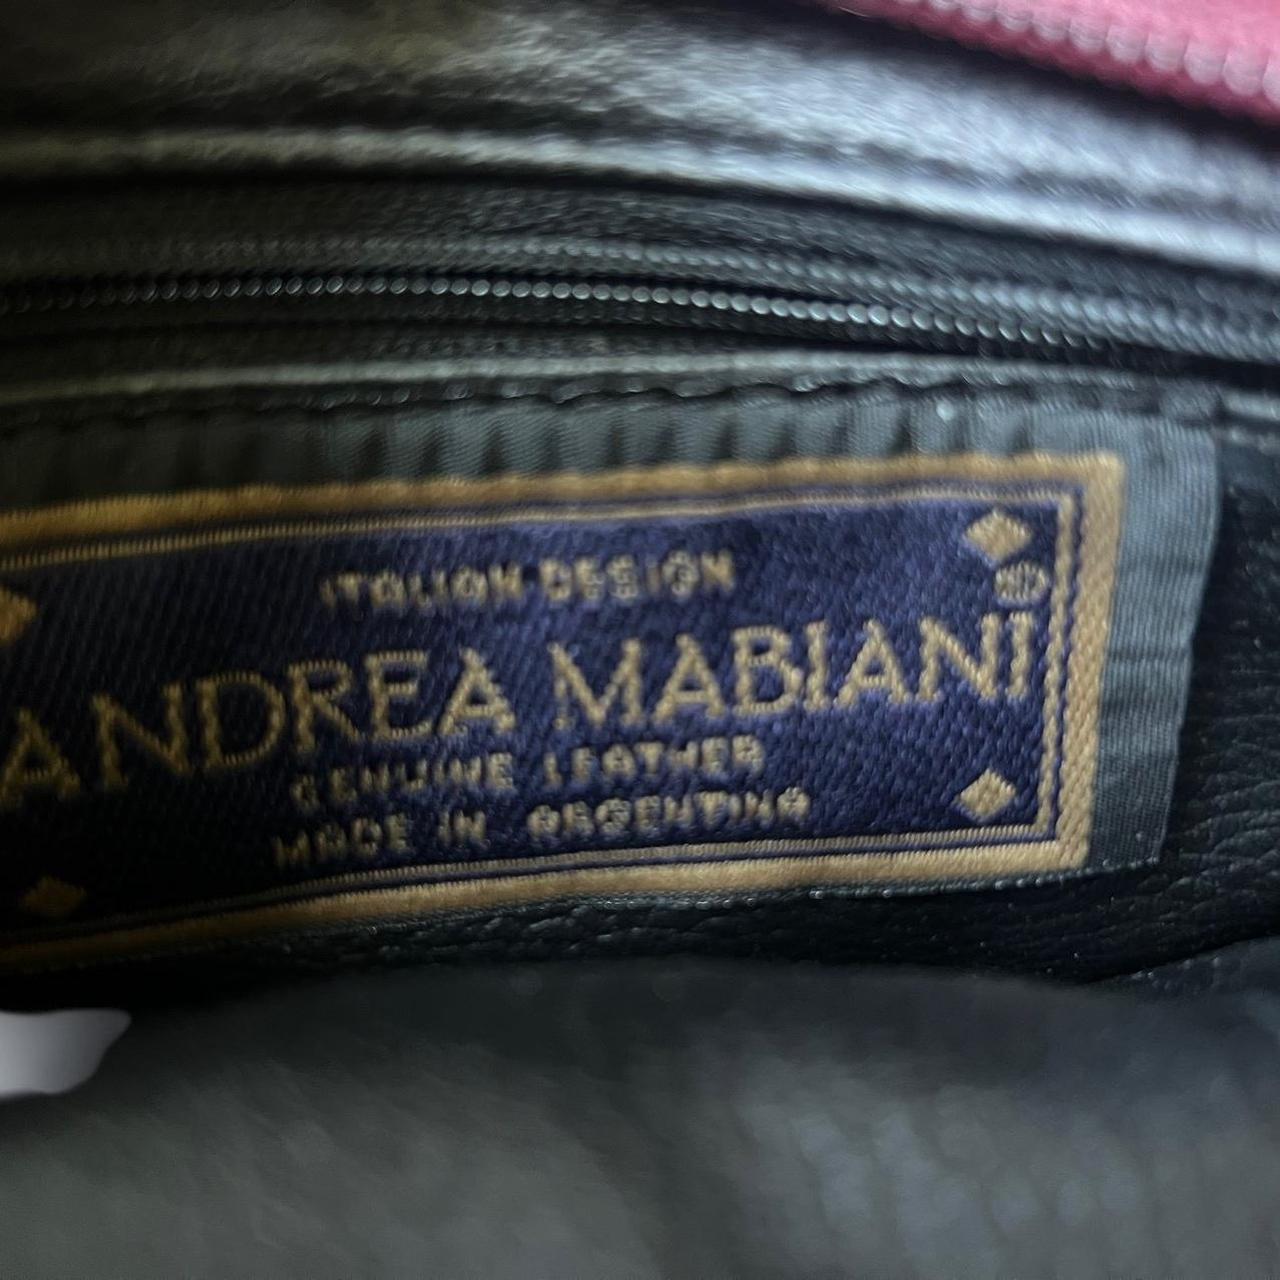 ITALIAN DESIGN
ANDREA MABIANI
GENUINE LEATHER
MADE IN ARGENTINA